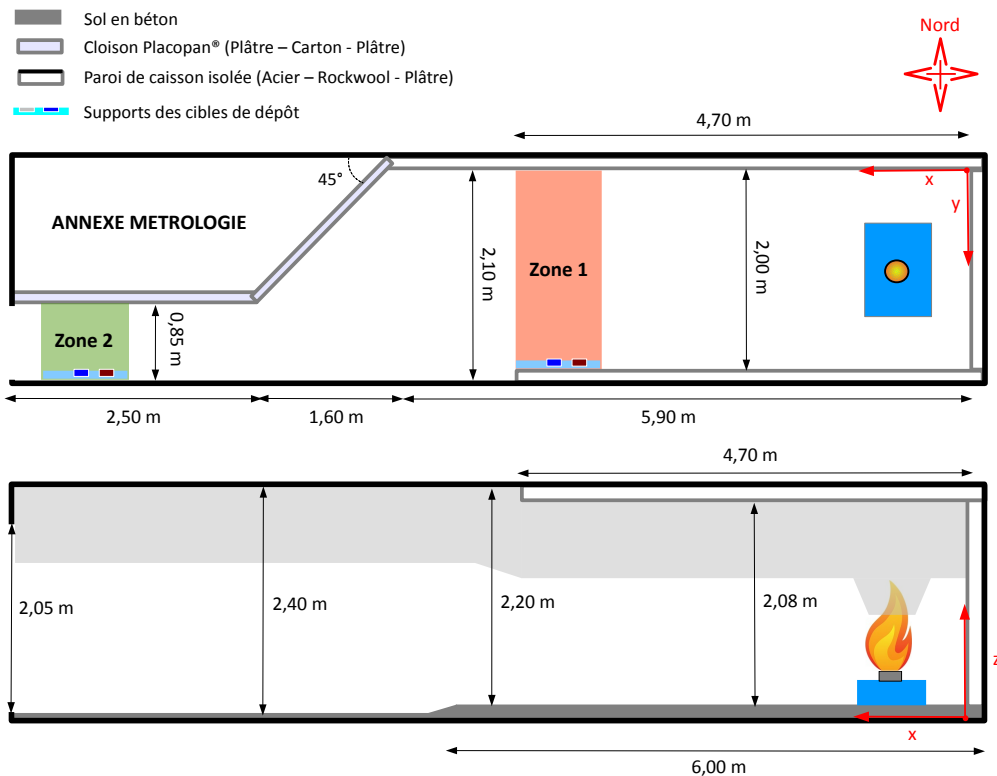 Sol en béton
Cloison Placopan® (Plâtre – Carton - Plâtre)
Paroi de caisson isolée (Acier – Rockwool - Plâtre)
Supports des cibles de dépôt
Nord
4,70 m
45°
x
y
ANNEXE METROLOGIE
2,10 m
2,00 m
Zone 1
0,85 m
Zone 2
2,50 m
1,60 m
5,90 m
4,70 m
2,05 m
2,40 m
2,20 m
2,08 m
z
x
6,00 m